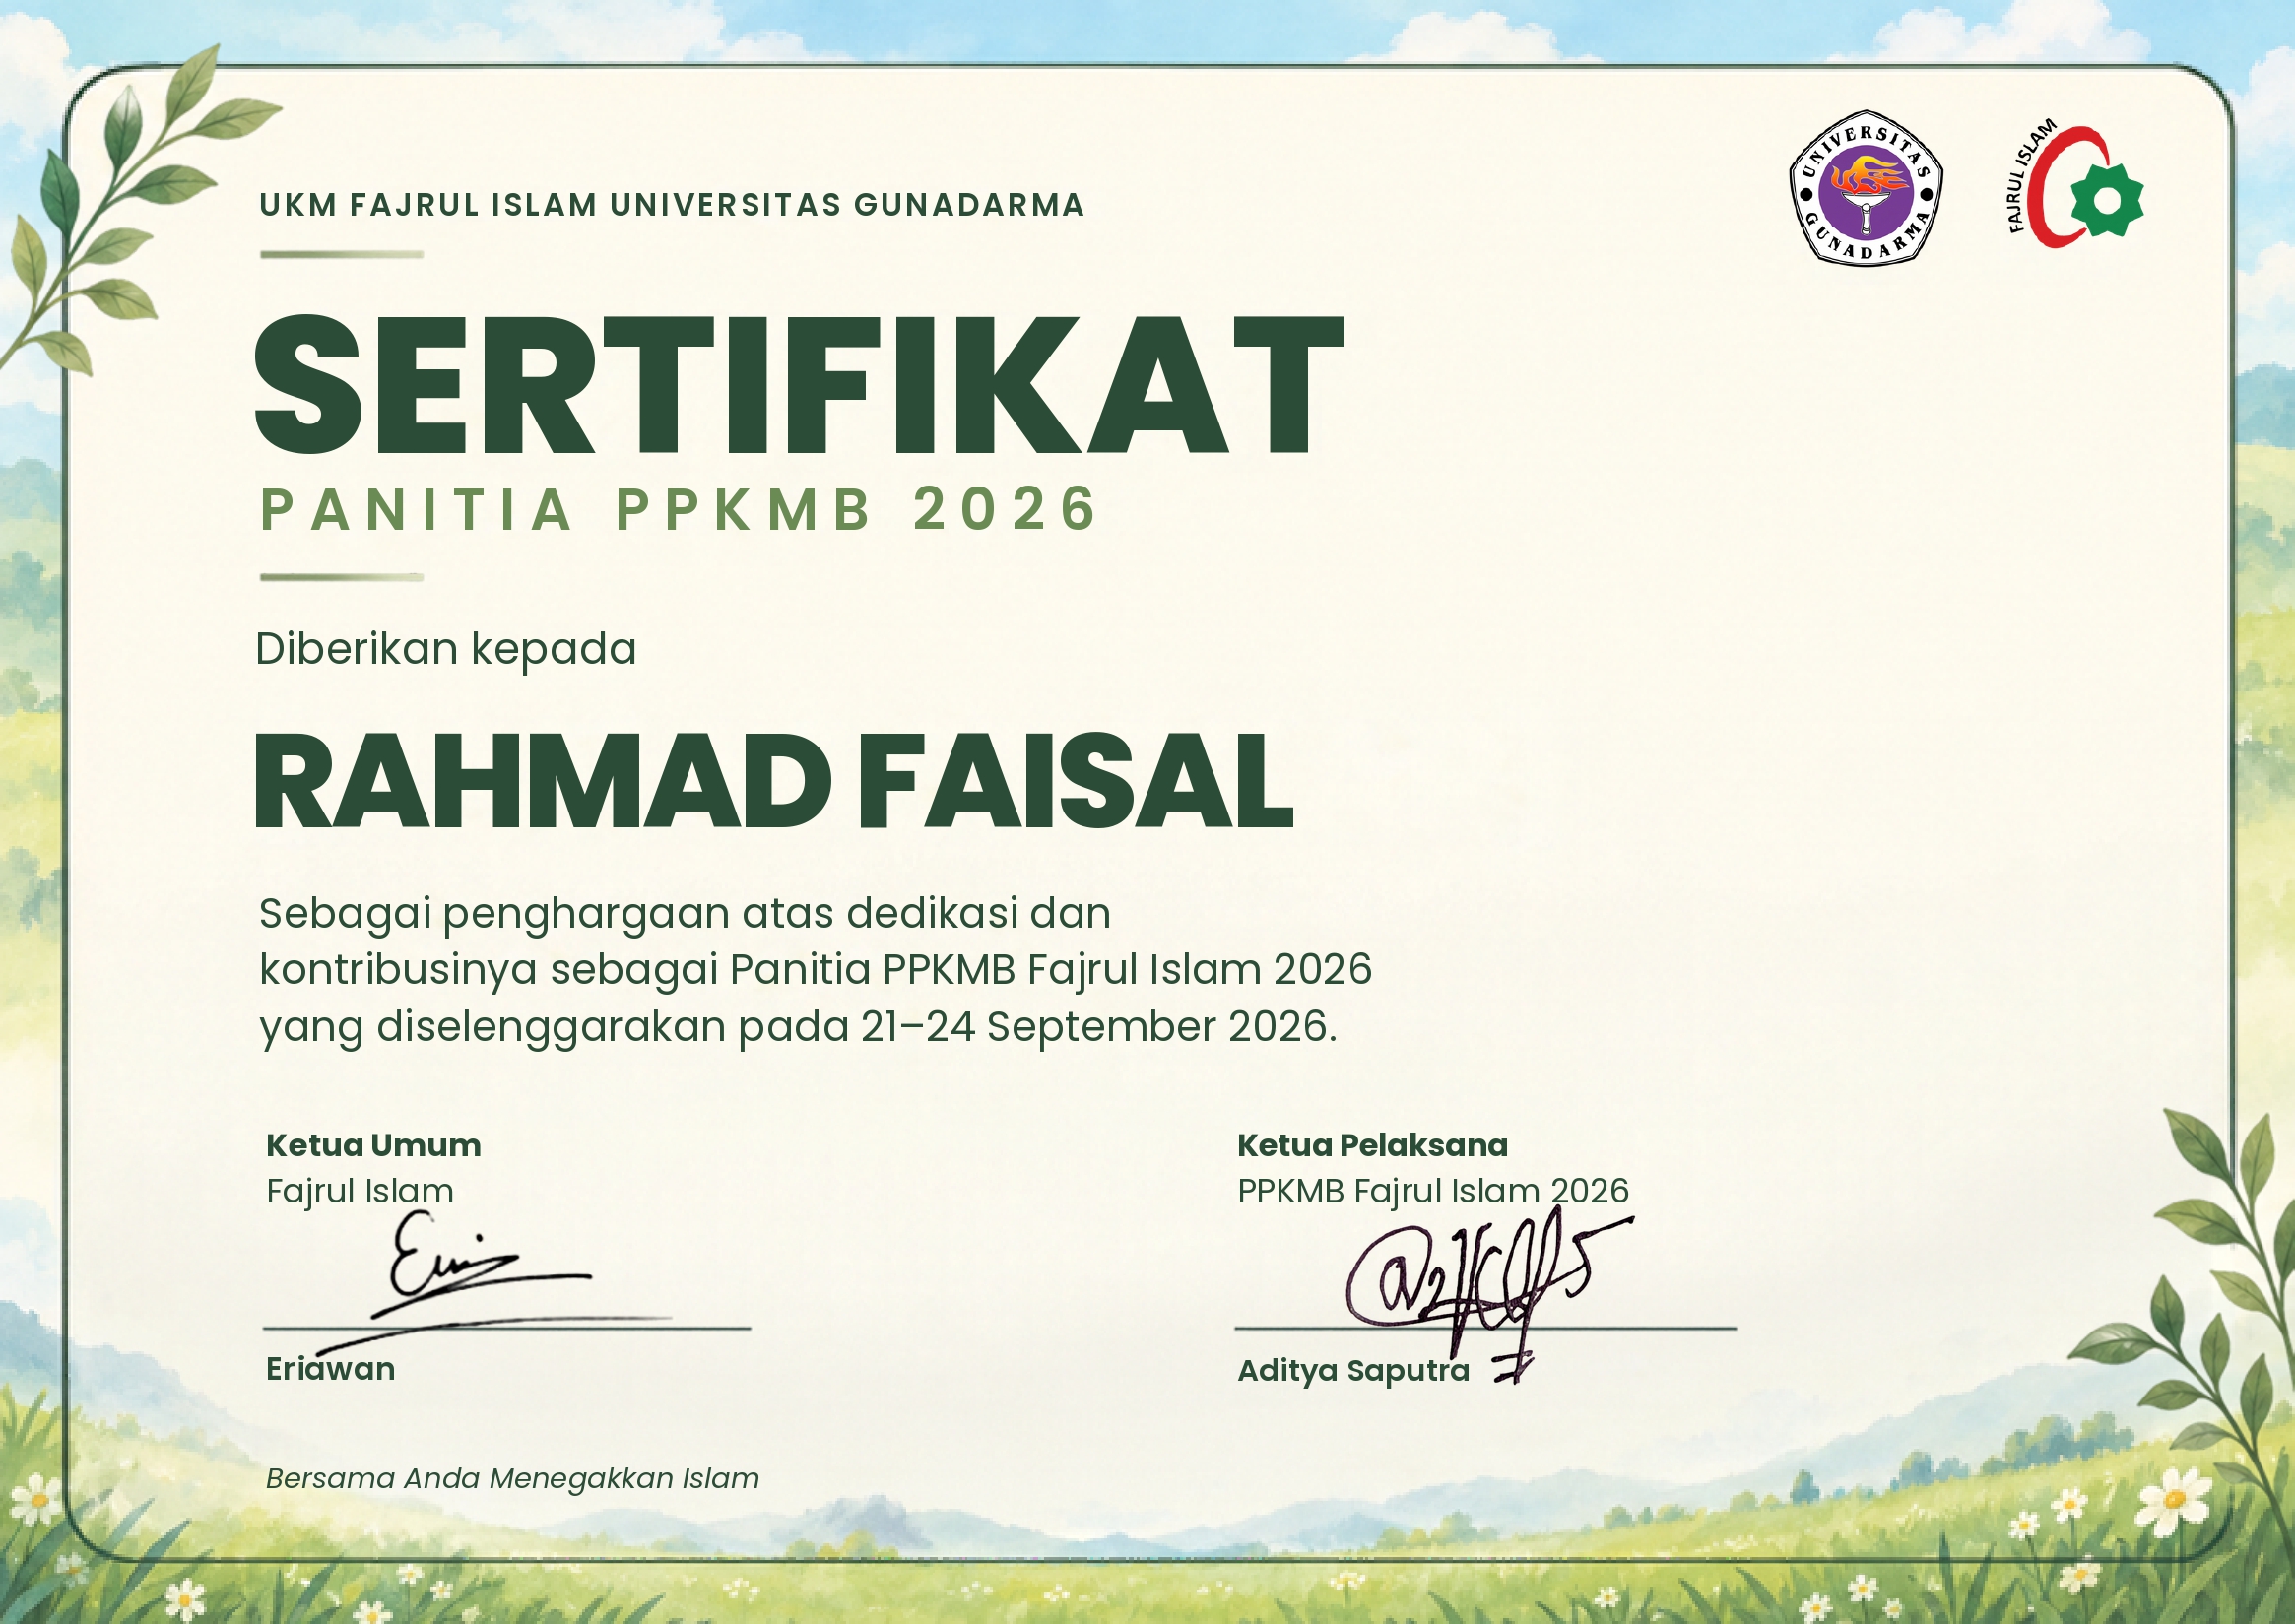 UKM FAJRUL ISLAM UNIVERSITAS GUNADARMA
UNIVERSITAS GUNADARMA
FAJRUL ISLAM
SERTIFIKAT
PANITIA PPKMB 2026
Diberikan kepada
RAHMAD FAISAL
Sebagai penghargaan atas dedikasi dan
kontribusinya sebagai Panitia PPKMB Fajrul Islam 2026
yang diselenggarakan pada 21–24 September 2026.
Ketua Umum
Fajrul Islam
Eriawan
Ketua Pelaksana
PPKMB Fajrul Islam 2026
Aditya Saputra
Bersama Anda Menegakkan Islam